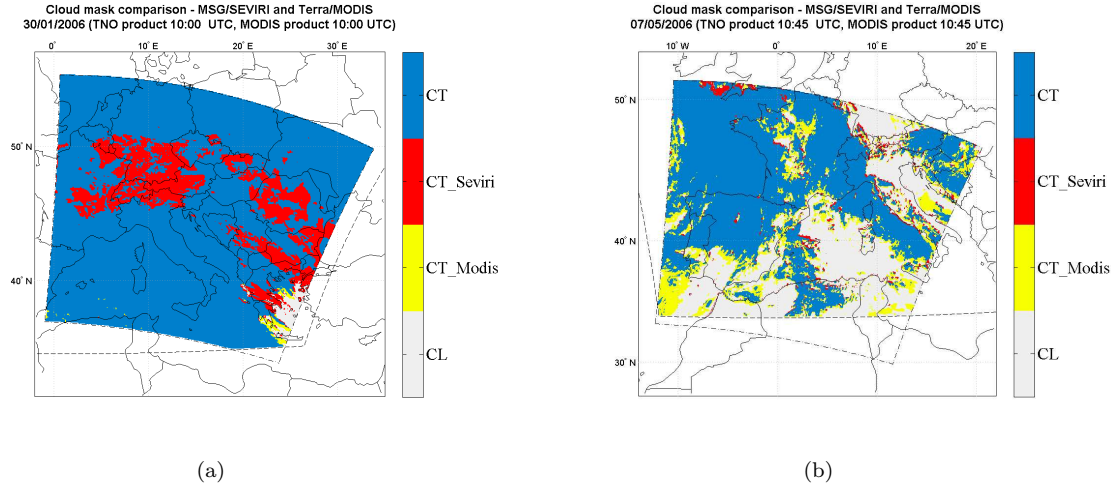 Cloud mask comparison - MSG/SEVIRI and Terra/MODIS
30/01/2006 (TNO product 10:00  UTC, MODIS product 10:00 UTC)
0° 10° E 20° E 30° E
50° N
40° N
CT
CT_Seviri
CT_Modis
CL
(a)
Cloud mask comparison - MSG/SEVIRI and Terra/MODIS
07/05/2006 (TNO product 10:45  UTC, MODIS product 10:45 UTC)
10° W 0° 10° E 20° E
50° N
40° N
30° N
CT
CT_Seviri
CT_Modis
CL
(b)